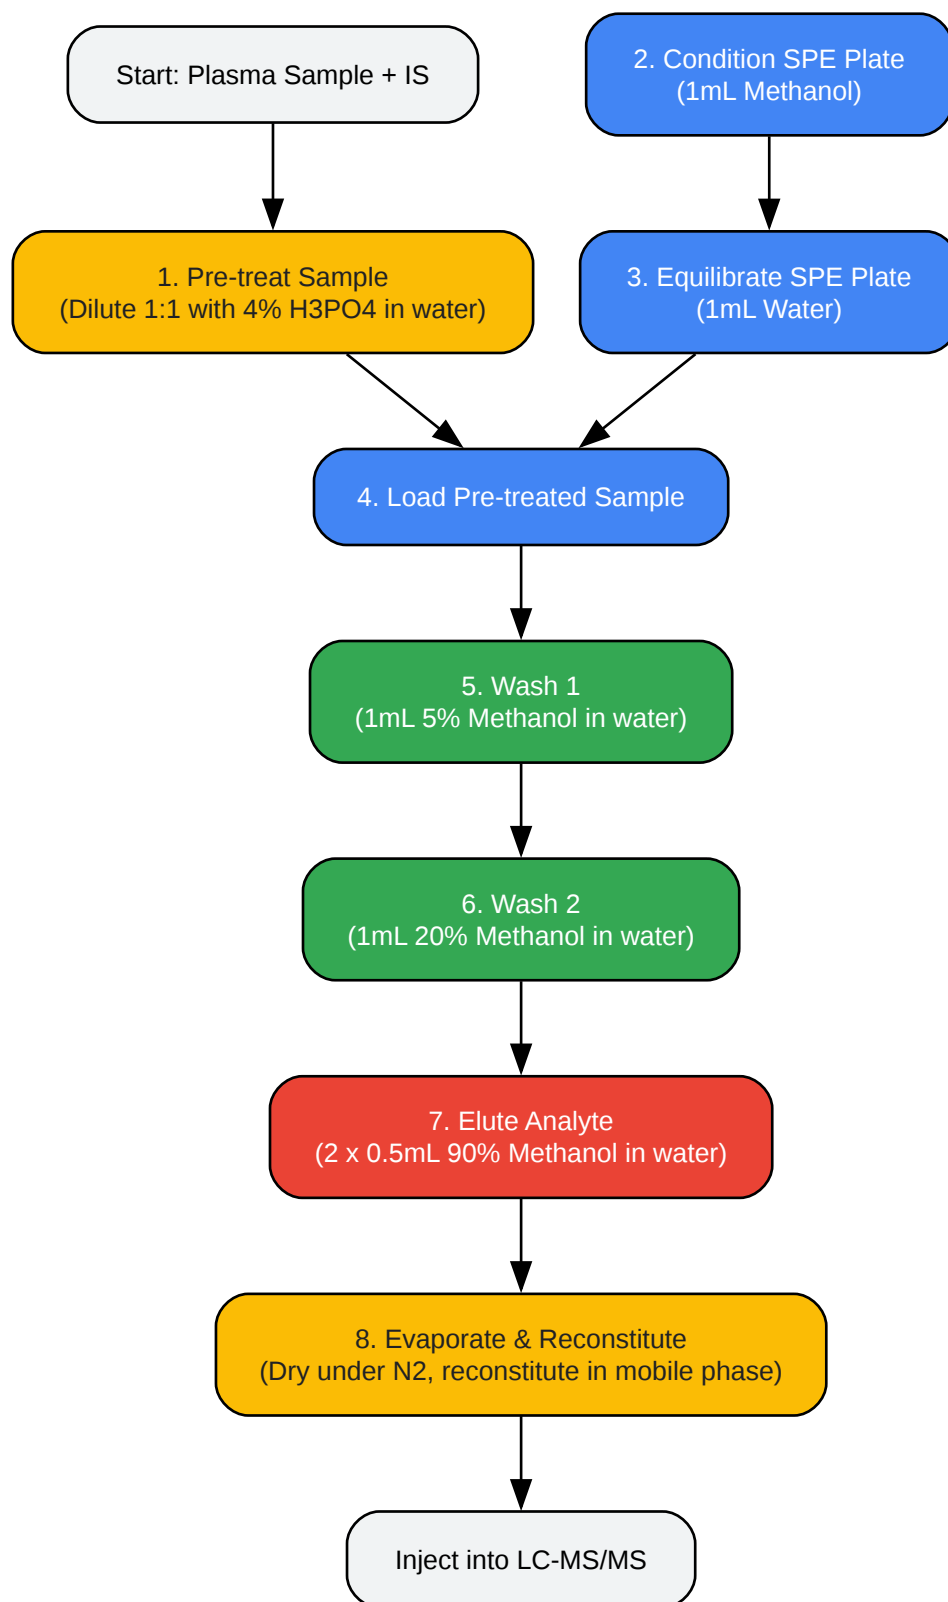 Start: Plasma Sample + IS
2. Condition SPE Plate
(1mL Methanol)
1. Pre-treat Sample
(Dilute 1:1 with 4% H3PO4 in water)
3. Equilibrate SPE Plate
(1mL Water)
4. Load Pre-treated Sample
5. Wash 1
(1mL 5% Methanol in water)
6. Wash 2
(1mL 20% Methanol in water)
7. Elute Analyte
(2 x 0.5mL 90% Methanol in water)
8. Evaporate & Reconstitute
(Dry under N2, reconstitute in mobile phase)
Inject into LC-MS/MS